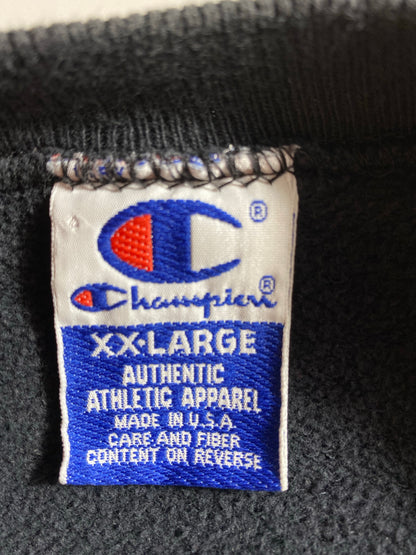 ®
Champion®
XX-LARGE
AUTHENTIC
ATHLETIC APPAREL
MADE IN U.S.A.
CARE AND FIBER
CONTENT ON REVERSE